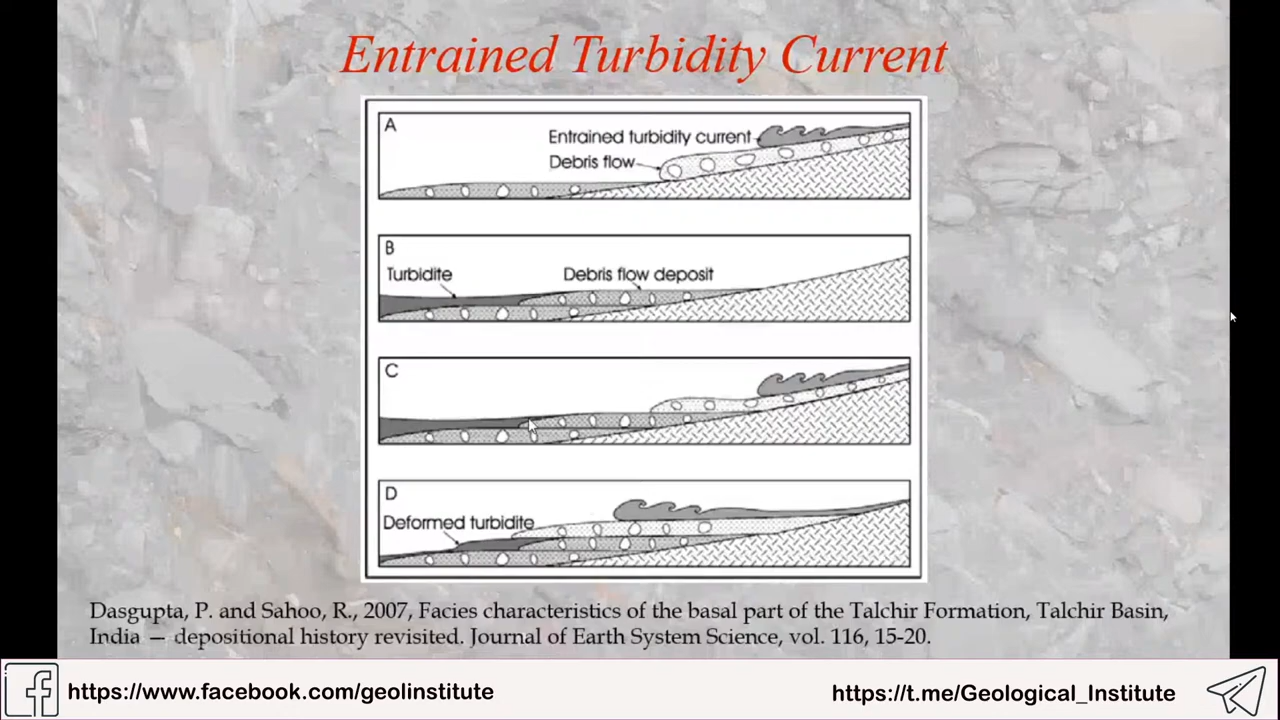 Entrained Turbidity Current
A
Entrained turbidity current
Debris flow
B
Turbidite
Debris flow deposit
C
D
Deformed turbidite
Dasgupta, P. and Sahoo, R., 2007, Facies characteristics of the basal part of the Talchir Formation, Talchir Basin,
India — depositional history revisited. Journal of Earth System Science, vol. 116, 15-20.
https://www.facebook.com/geolinstitute
https://t.me/Geological_Institute